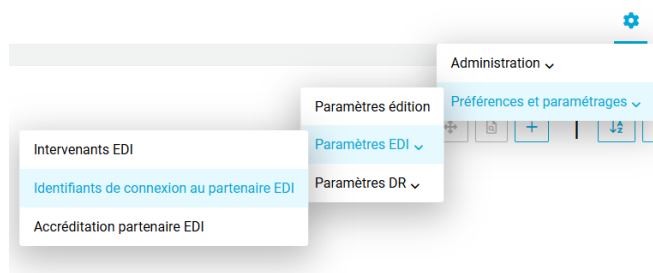 Administration
Préférences et paramétrages
Paramètres édition
Paramètres EDI
Paramètres DR
Intervenants EDI
Identifiants de connexion au partenaire EDI
Accréditation partenaire EDI